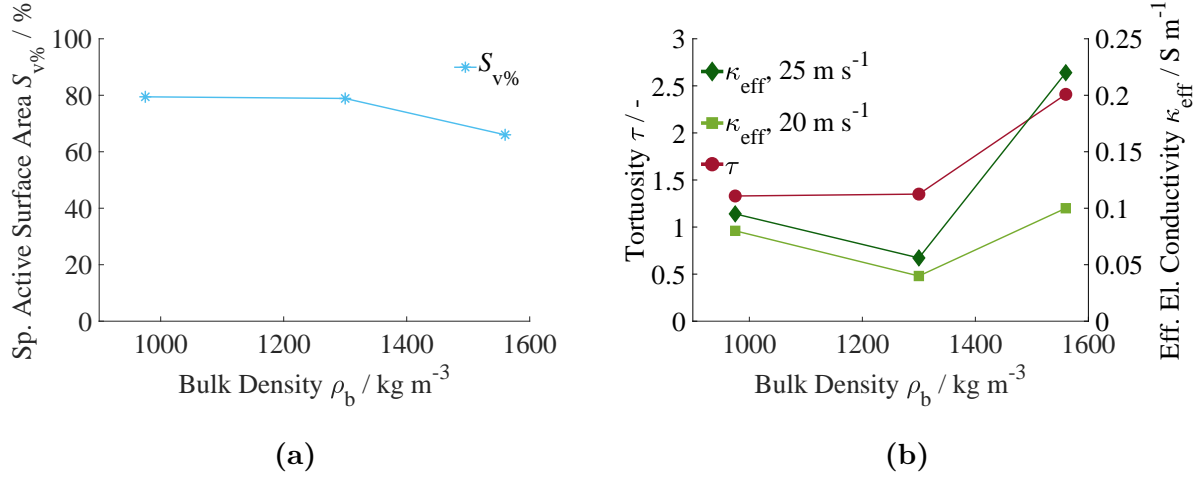 Sp. Active Surface Area S_v% / %
100
80
60
40
20
0
1000 1200 1400 1600
Bulk Density ρ_b / kg m⁻³
S_v%
(a)
Tortuosity τ / -
3
2.5
2
1.5
1
0.5
0
κ_eff, 25 m s⁻¹
κ_eff, 20 m s⁻¹
τ
1000 1200 1400 1600
Bulk Density ρ_b / kg m⁻³
0.25
0.2
0.15
0.1
0.05
0
Eff. El. Conductivity κ_eff / S m⁻¹
(b)